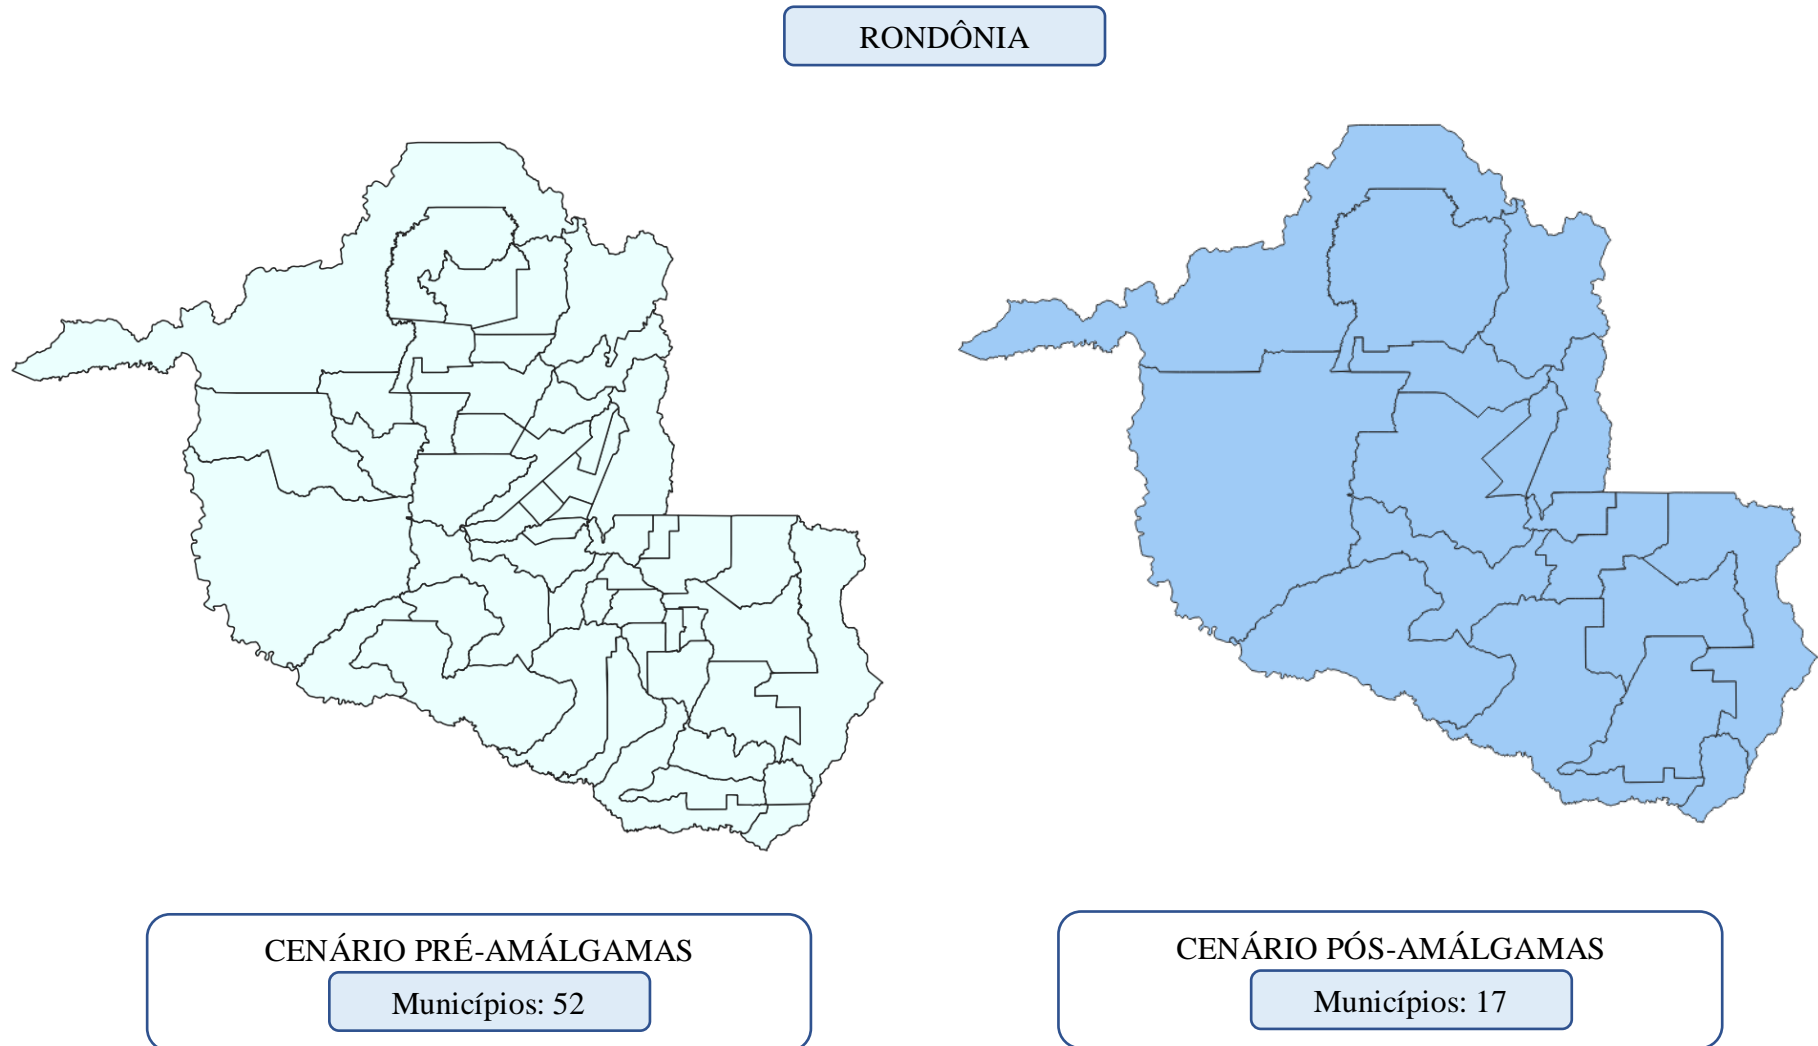 RONDÔNIA
CENÁRIO PRÉ-AMÁLGAMAS
Municípios: 52
CENÁRIO PÓS-AMÁLGAMAS
Municípios: 17